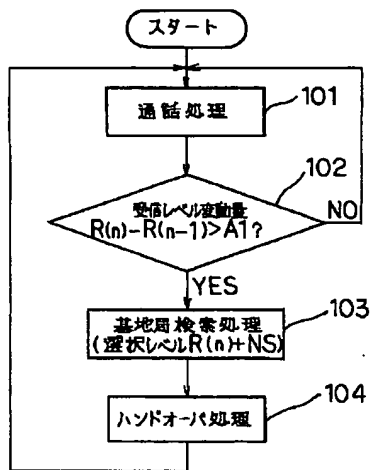 スタート
通話処理
101
102
受信レベル変動量
R(n)-R(n-1)>A1?
NO
YES
103
基地局検索処理
(選択レベルR(n)+NS)
104
ハンドオーバ処理